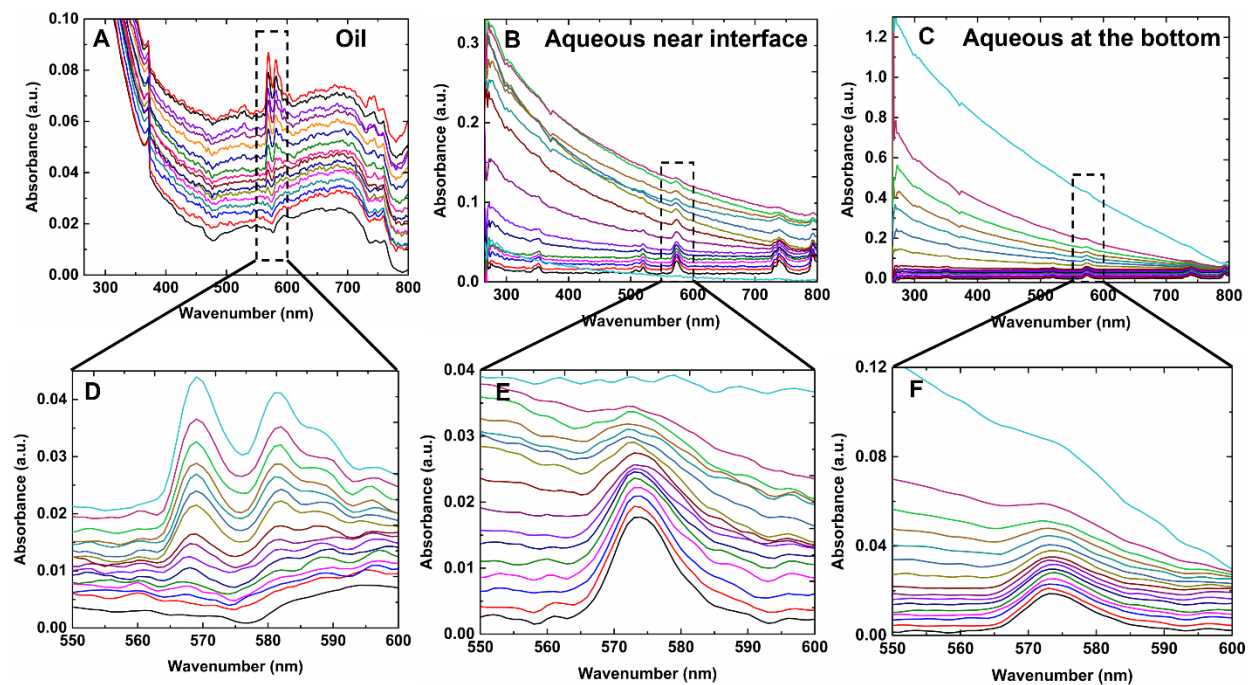 A
Oil
Absorbance (a.u.)
0.10
0.08
0.06
0.04
0.02
0.00
300 400 500 600 700 800
Wavenumber (nm)
B
Aqueous near interface
Absorbance (a.u.)
0.3
0.2
0.1
0.0
300 400 500 600 700 800
Wavenumber (nm)
C
Aqueous at the bottom
Absorbance (a.u.)
1.2
1.0
0.8
0.6
0.4
0.2
0.0
300 400 500 600 700 800
Wavenumber (nm)
D
Absorbance (a.u.)
0.04
0.03
0.02
0.01
0.00
550 560 570 580 590 600
Wavenumber (nm)
E
Absorbance (a.u.)
0.04
0.03
0.02
0.01
0.00
550 560 570 580 590 600
Wavenumber (nm)
F
Absorbance (a.u.)
0.12
0.08
0.04
0.00
550 560 570 580 590 600
Wavenumber (nm)